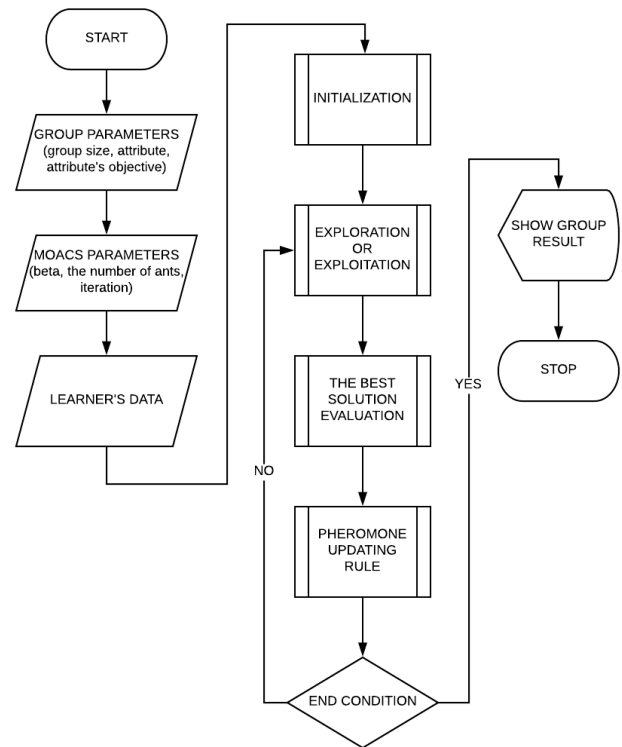 START
GROUP PARAMETERS
(group size, attribute,
attribute's objective)
MOACS PARAMETERS
(beta, the number of ants,
iteration)
LEARNER'S DATA
INITIALIZATION
EXPLORATION
OR
EXPLOITATION
THE BEST
SOLUTION
EVALUATION
PHEROMONE
UPDATING
RULE
END CONDITION
NO
YES
SHOW GROUP
RESULT
STOP